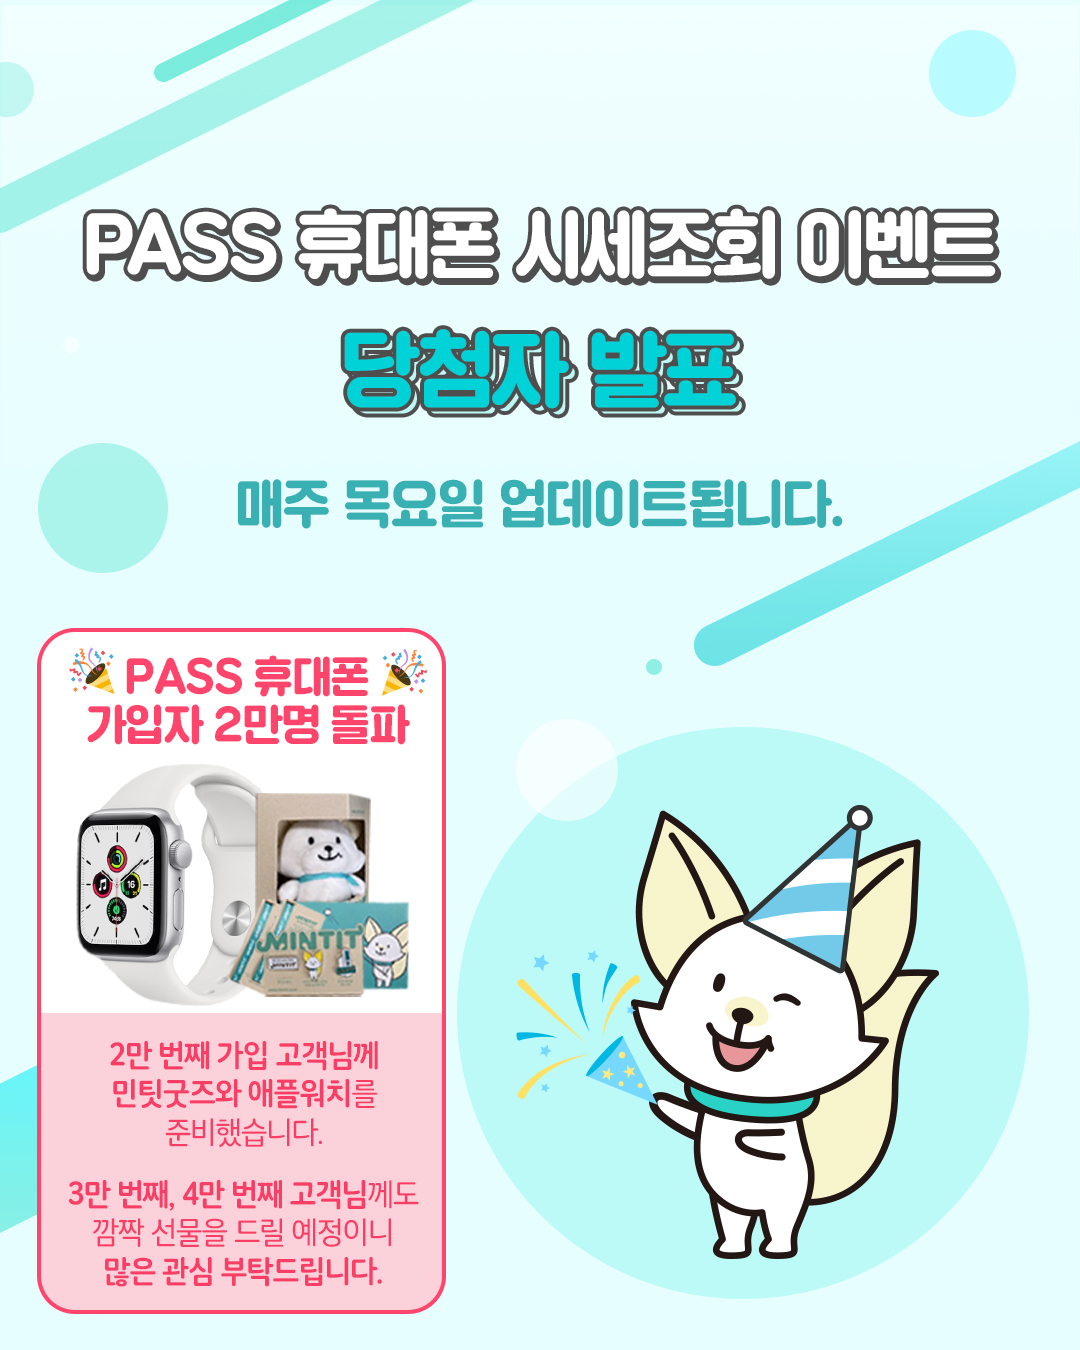 PASS 휴대폰 시세조회 이벤트
당첨자 발표
매주 목요일 업데이트됩니다.
PASS 휴대폰
가입자 2만명 돌파
16
MINTIT
2만 번째 가입 고객님께
민팃굿즈와 애플워치를
준비했습니다.
3만 번째, 4만 번째 고객님께도
깜짝 선물을 드릴 예정이니
많은 관심 부탁드립니다.